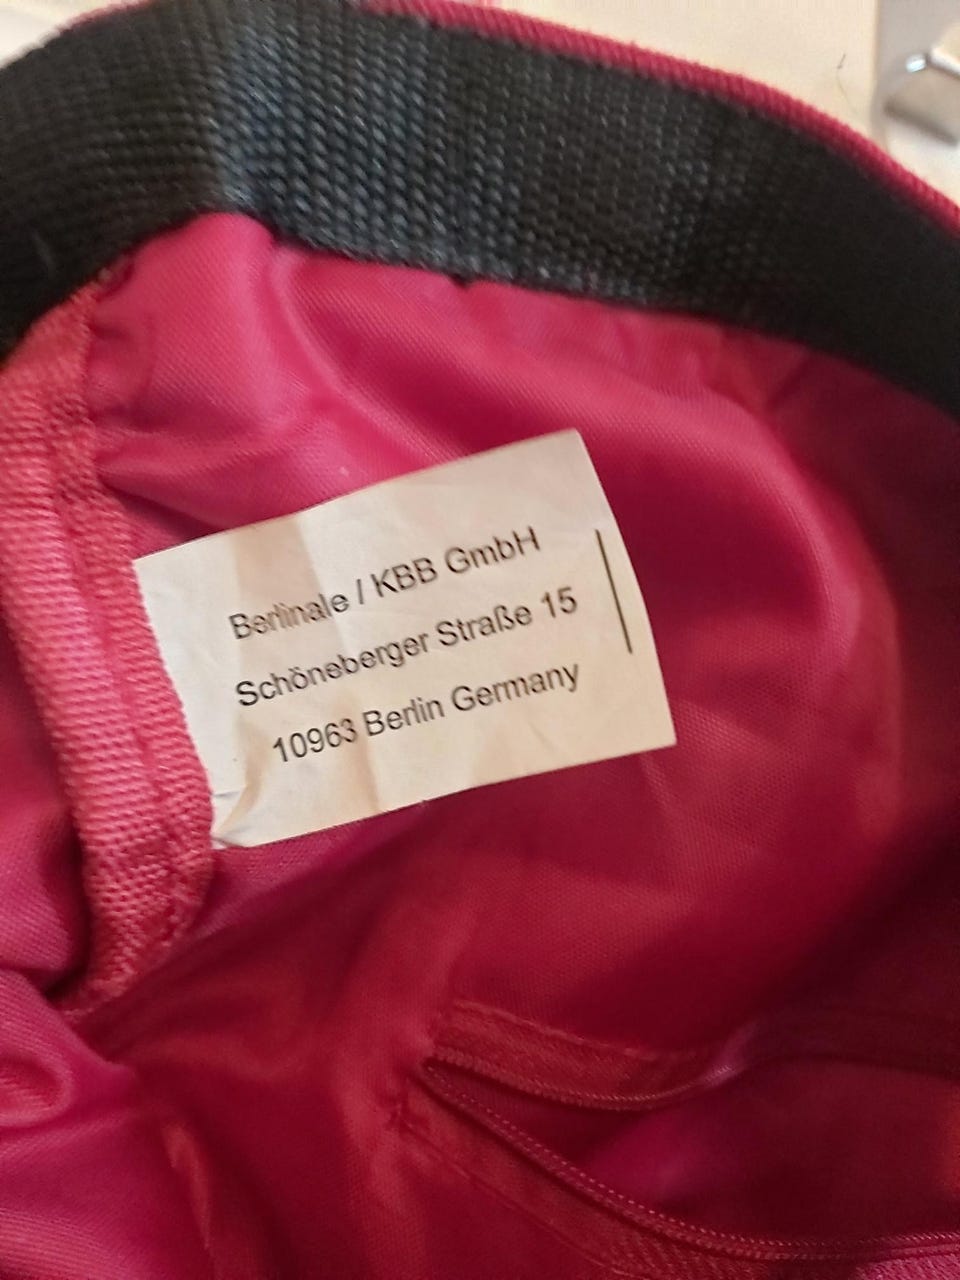 Berlinale / KBB GmbH
Schöneberger Straße 15
10963 Berlin Germany